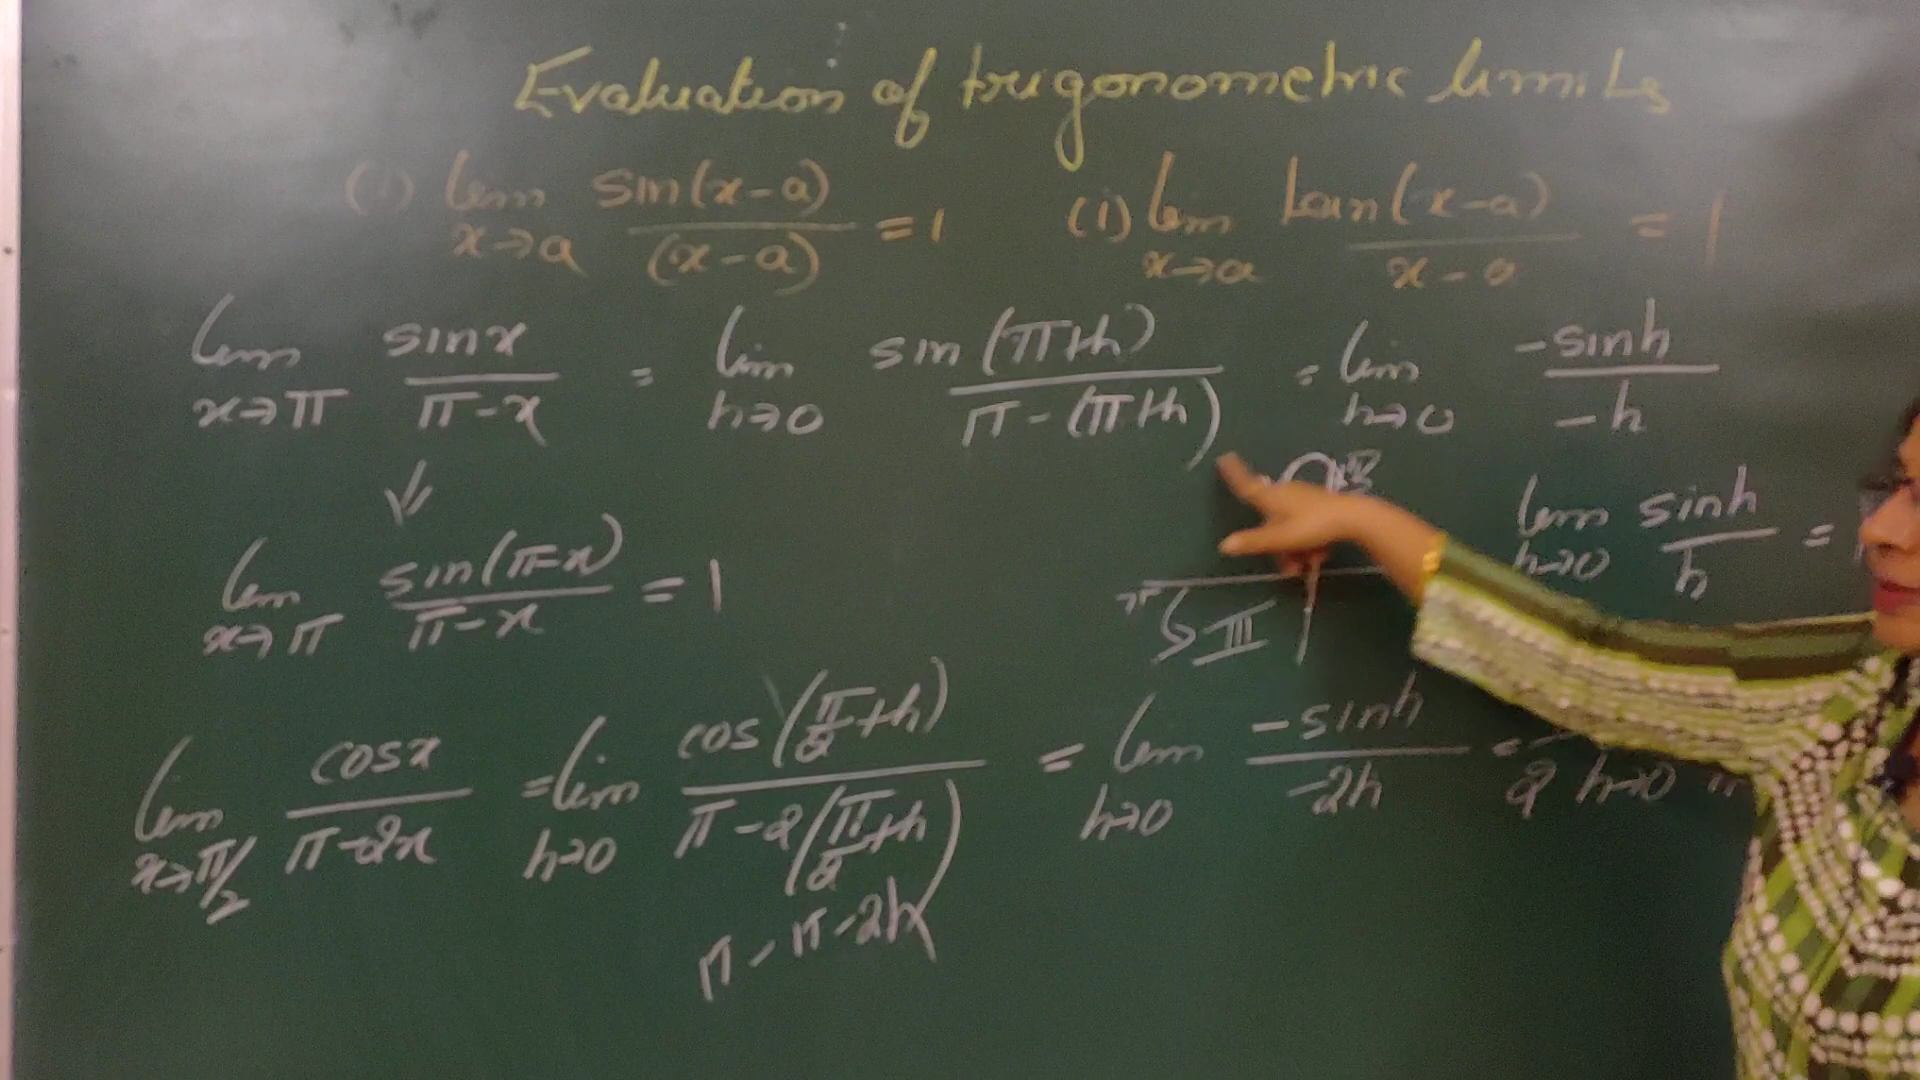 Evaluation of trigonometric limits
(i) lim x→a sin(x-a)/(x-a) = 1 (i) lim x→a tan(x-a)/x-a = 1
lim x→π sinx/π-x = lim h→0 sin(π+h)/π-(π+h) = lim h→0 -sinh/-h
lim h→0 sinh/h =
lim x→π sin(π-x)/π-x = 1
lim x→π/2 cosx/π-2x = lim h→0 cos(π/2+h)/π-2(π/2+h) = lim h→0 -sinh/-2h = /2 h→0
π-π-2h